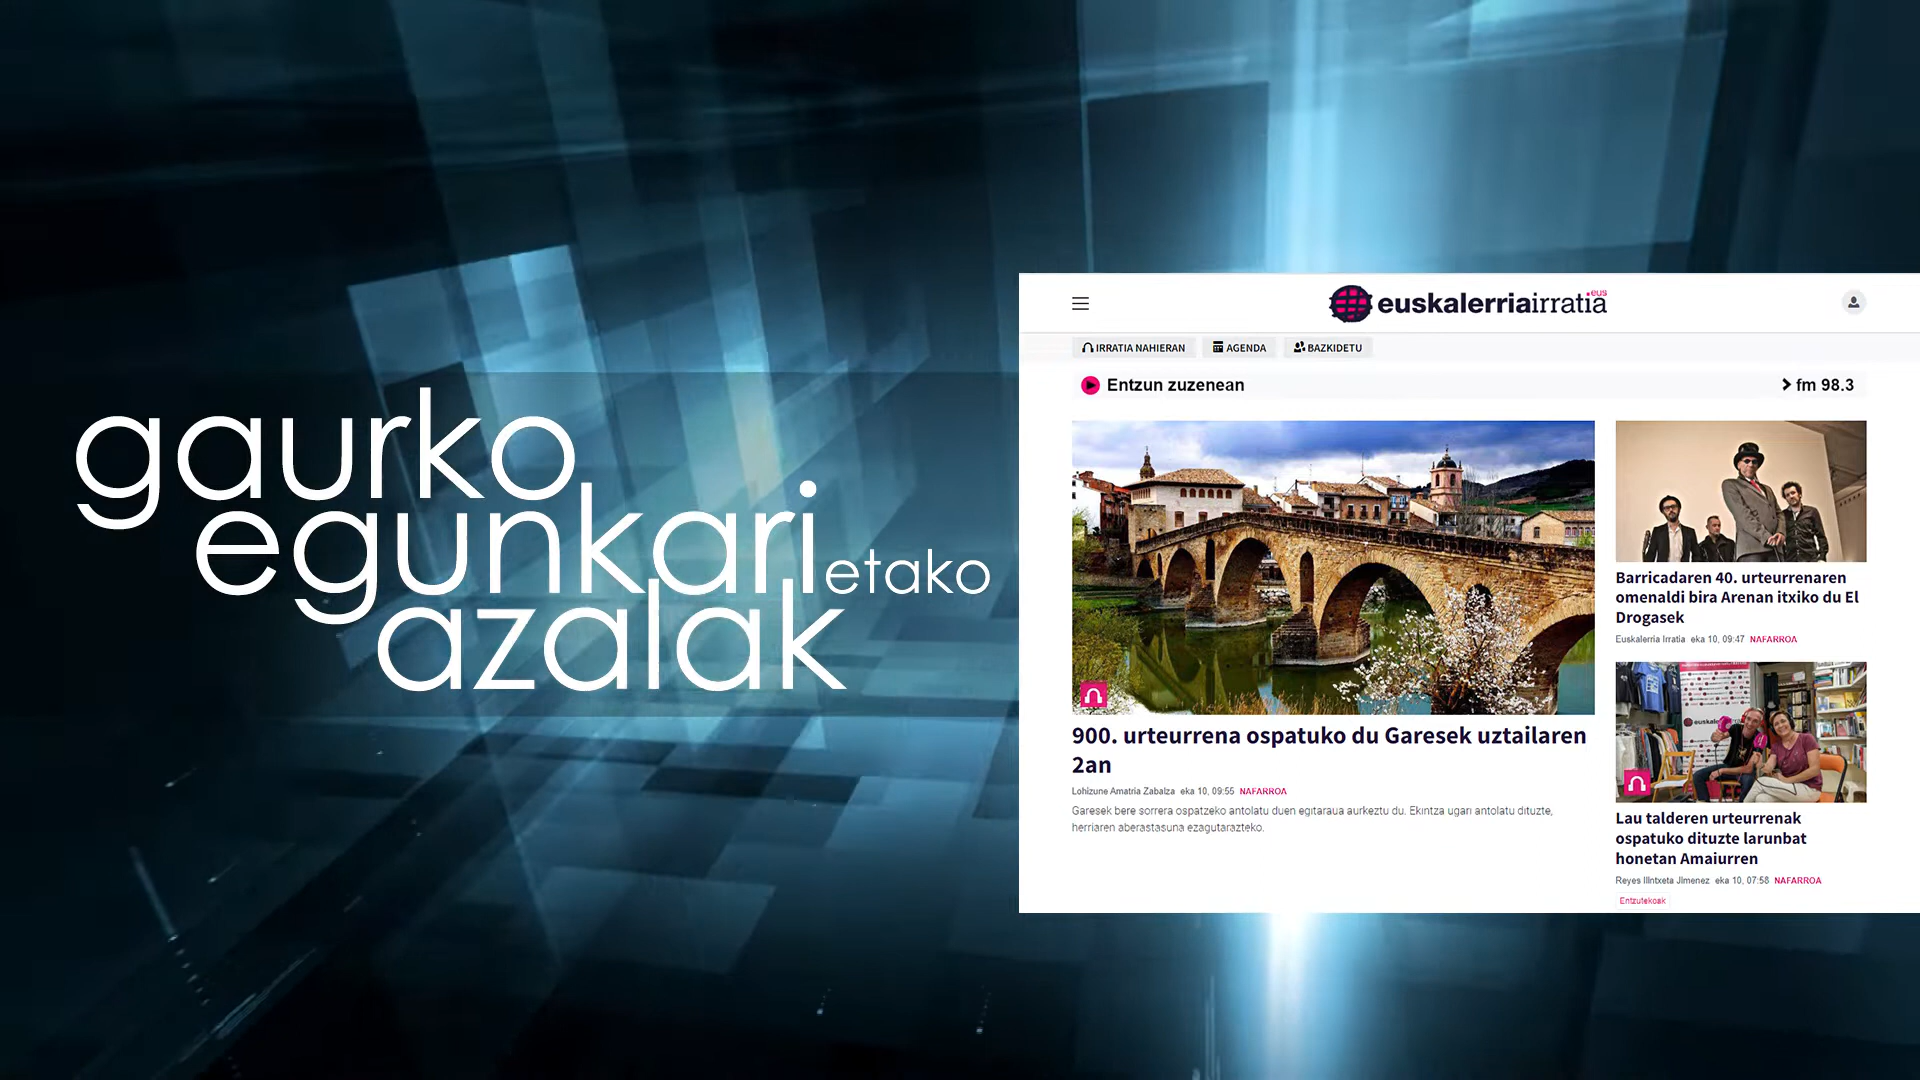 gaurko
egunkarietako
azalak
euskalerriairratia.eus
IRRATIA NAHIERAN
AGENDA
BAZKIDETU
Entzun zuzenean
fm 98.3
900. urteurrena ospatuko du Garesek uztailaren
2an
Lohizune Amatria Zabalza eka 10, 09:55 NAFARROA
Garesek bere sorrera ospatzeko antolatu duen egitaraua aurkeztu du. Ekintza ugari antolatu dituzte,
herriaren aberastasuna ezagutarazteko.
Barricadaren 40. urteurrenaren
omenaldi bira Arenan itxiko du El
Drogasek
Euskalerria Irratia eka 10, 09:47 NAFARROA
Lau talderen urteurrenak
ospatuko dituzte larunbat
honetan Amaiurren
Reyes Ilintxeta Jimenez eka 10, 07:58 NAFARROA
Entzutekoak